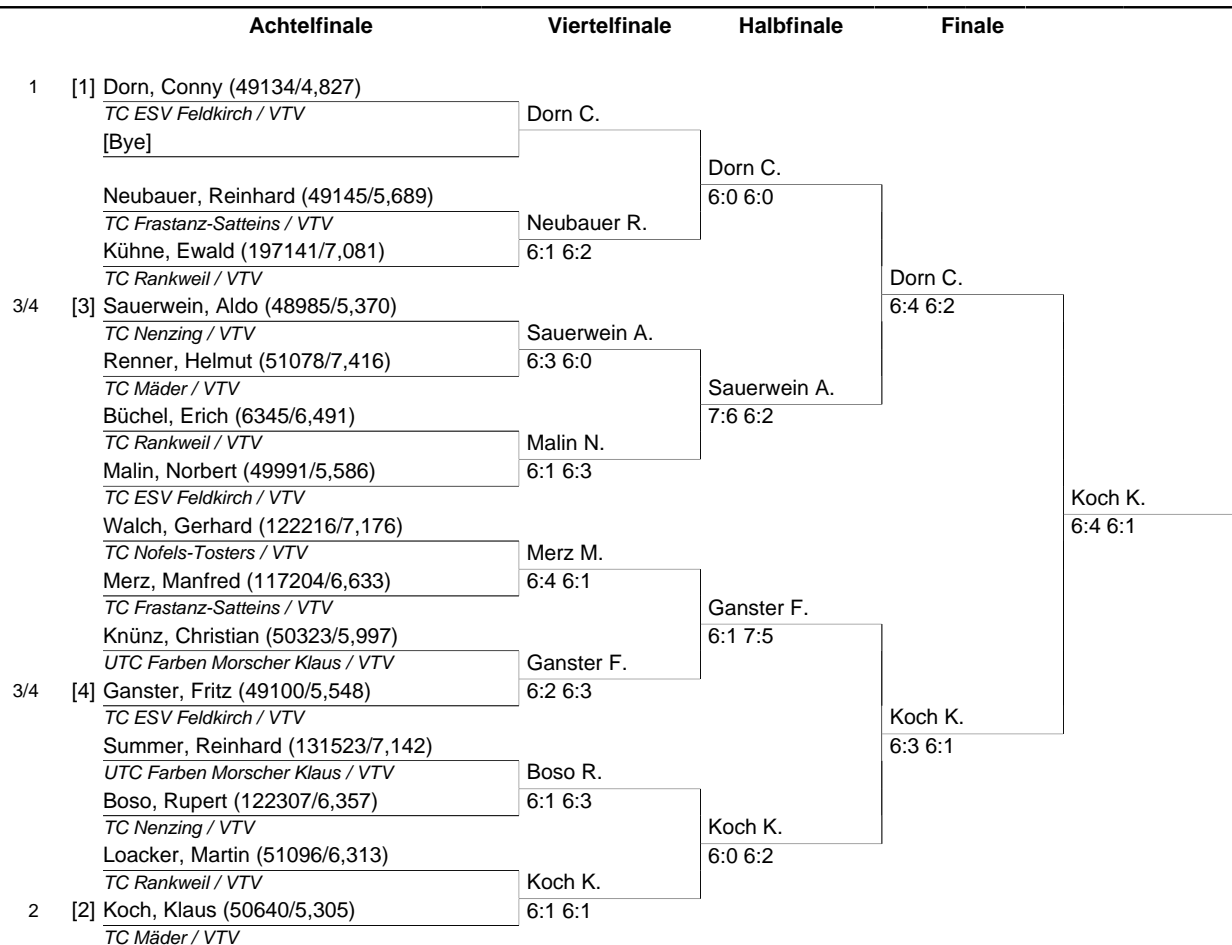 Achtelfinale Viertelfinale Halbfinale Finale
1 [1] Dorn, Conny (49134/4,827)
TC ESV Feldkirch / VTV Dorn C.
[Bye]
Dorn C.
Neubauer, Reinhard (49145/5,689) 6:0 6:0
TC Frastanz-Satteins / VTV Neubauer R.
Kühne, Ewald (197141/7,081) 6:1 6:2
TC Rankweil / VTV Dorn C.
3/4 [3] Sauerwein, Aldo (48985/5,370) 6:4 6:2
TC Nenzing / VTV Sauerwein A.
Renner, Helmut (51078/7,416) 6:3 6:0
TC Mäder / VTV Sauerwein A.
Büchel, Erich (6345/6,491) 7:6 6:2
TC Rankweil / VTV Malin N.
Malin, Norbert (49991/5,586) 6:1 6:3
TC ESV Feldkirch / VTV Koch K.
Walch, Gerhard (122216/7,176) 6:4 6:1
TC Nofels-Tosters / VTV Merz M.
Merz, Manfred (117204/6,633) 6:4 6:1
TC Frastanz-Satteins / VTV Ganster F.
Knünz, Christian (50323/5,997) 6:1 7:5
UTC Farben Morscher Klaus / VTV Ganster F.
3/4 [4] Ganster, Fritz (49100/5,548) 6:2 6:3
TC ESV Feldkirch / VTV Koch K.
Summer, Reinhard (131523/7,142) 6:3 6:1
UTC Farben Morscher Klaus / VTV Boso R.
Boso, Rupert (122307/6,357) 6:1 6:3
TC Nenzing / VTV Koch K.
Loacker, Martin (51096/6,313) 6:0 6:2
TC Rankweil / VTV Koch K.
2 [2] Koch, Klaus (50640/5,305) 6:1 6:1
TC Mäder / VTV